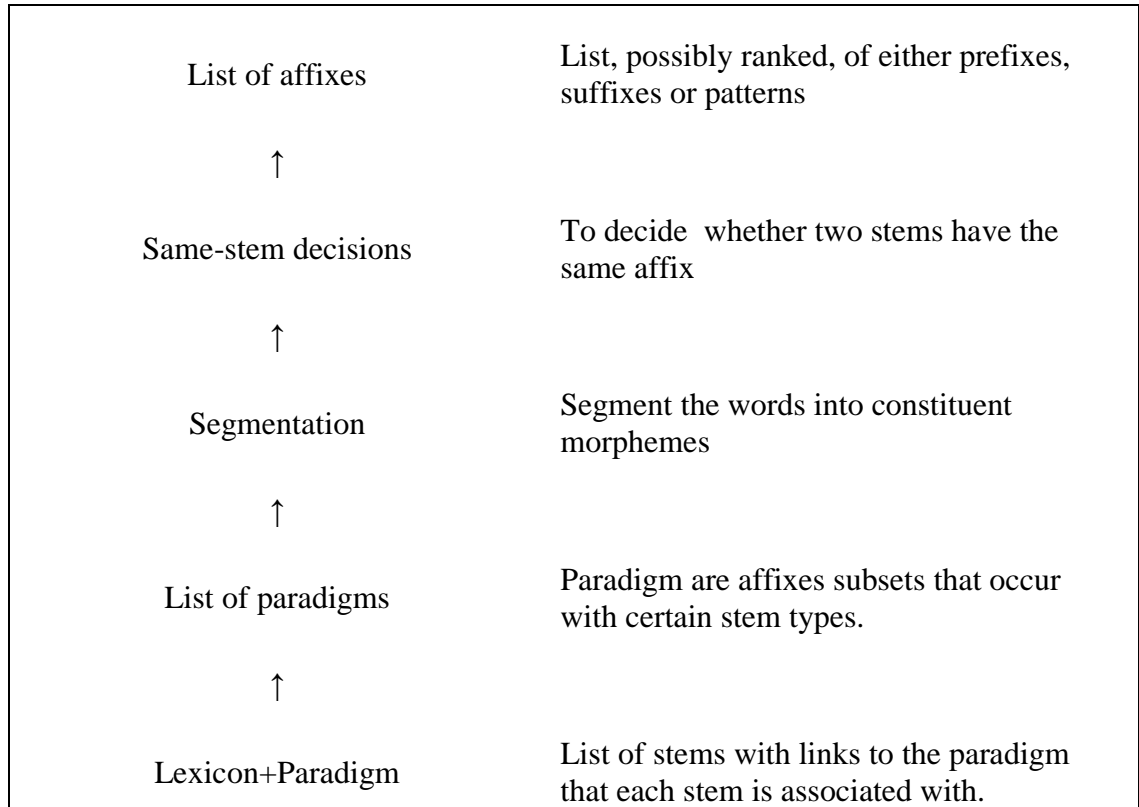 List of affixes
List, possibly ranked, of either prefixes,
suffixes or patterns
↑
Same-stem decisions
To decide  whether two stems have the
same affix
↑
Segmentation
Segment the words into constituent
morphemes
↑
List of paradigms
Paradigm are affixes subsets that occur
with certain stem types.
↑
Lexicon+Paradigm
List of stems with links to the paradigm
that each stem is associated with.